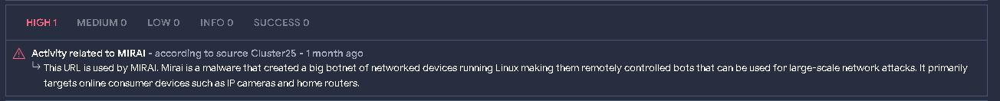 HIGH 1 MEDIUM 0 LOW 0 INFO 0 SUCCESS 0
Activity related to MIRAI - according to source Cluster25 - 1 month ago
This URL is used by MIRAI. Mirai is a malware that created a big botnet of networked devices running Linux making them remotely controlled bots that can be used for large-scale network attacks. It primarily
targets online consumer devices such as IP cameras and home routers.